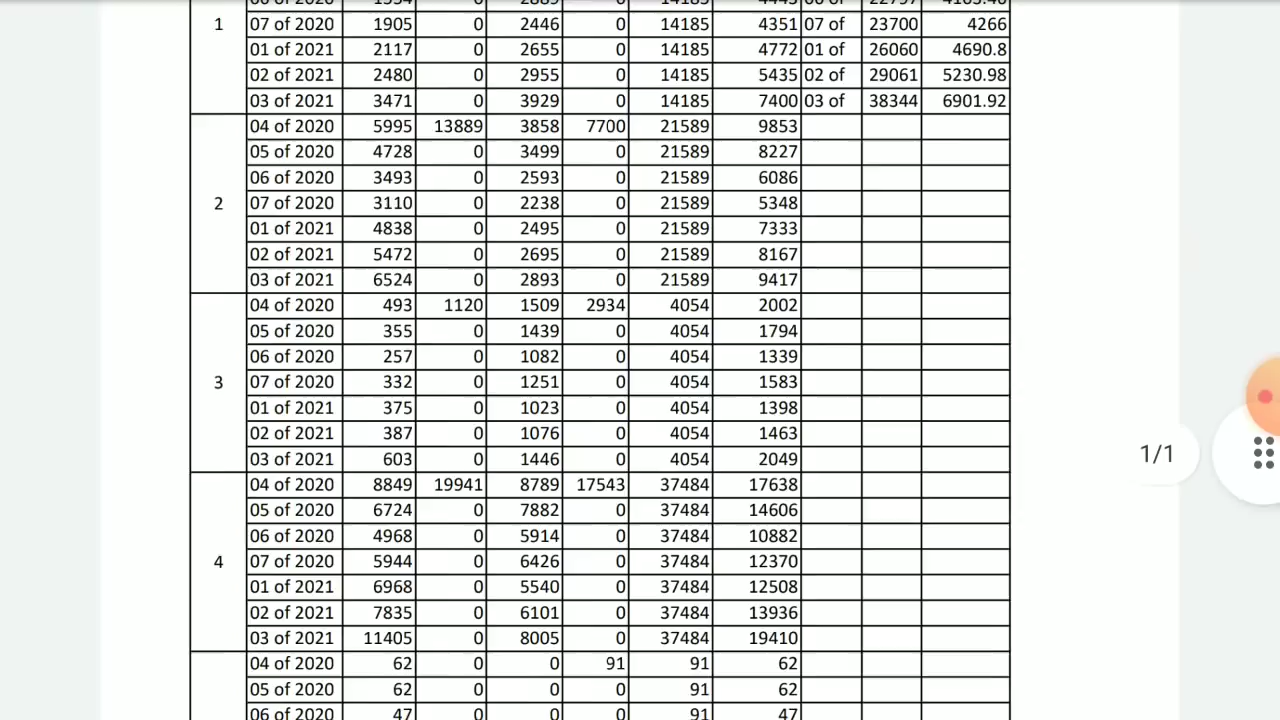 1 07 of 2020 1905 0 2446 0 14185 4351 07 of 23700 4266
01 of 2021 2117 0 2655 0 14185 4772 01 of 26060 4690.8
02 of 2021 2480 0 2955 0 14185 5435 02 of 29061 5230.98
03 of 2021 3471 0 3929 0 14185 7400 03 of 38344 6901.92
04 of 2020 5995 13889 3858 7700 21589 9853
05 of 2020 4728 0 3499 0 21589 8227
06 of 2020 3493 0 2593 0 21589 6086
2 07 of 2020 3110 0 2238 0 21589 5348
01 of 2021 4838 0 2495 0 21589 7333
02 of 2021 5472 0 2695 0 21589 8167
03 of 2021 6524 0 2893 0 21589 9417
04 of 2020 493 1120 1509 2934 4054 2002
05 of 2020 355 0 1439 0 4054 1794
06 of 2020 257 0 1082 0 4054 1339
3 07 of 2020 332 0 1251 0 4054 1583
01 of 2021 375 0 1023 0 4054 1398
02 of 2021 387 0 1076 0 4054 1463
03 of 2021 603 0 1446 0 4054 2049
1/1
04 of 2020 8849 19941 8789 17543 37484 17638
05 of 2020 6724 0 7882 0 37484 14606
06 of 2020 4968 0 5914 0 37484 10882
4 07 of 2020 5944 0 6426 0 37484 12370
01 of 2021 6968 0 5540 0 37484 12508
02 of 2021 7835 0 6101 0 37484 13936
03 of 2021 11405 0 8005 0 37484 19410
04 of 2020 62 0 0 91 91 62
05 of 2020 62 0 0 0 91 62
06 of 2020 47 0 0 0 91 47